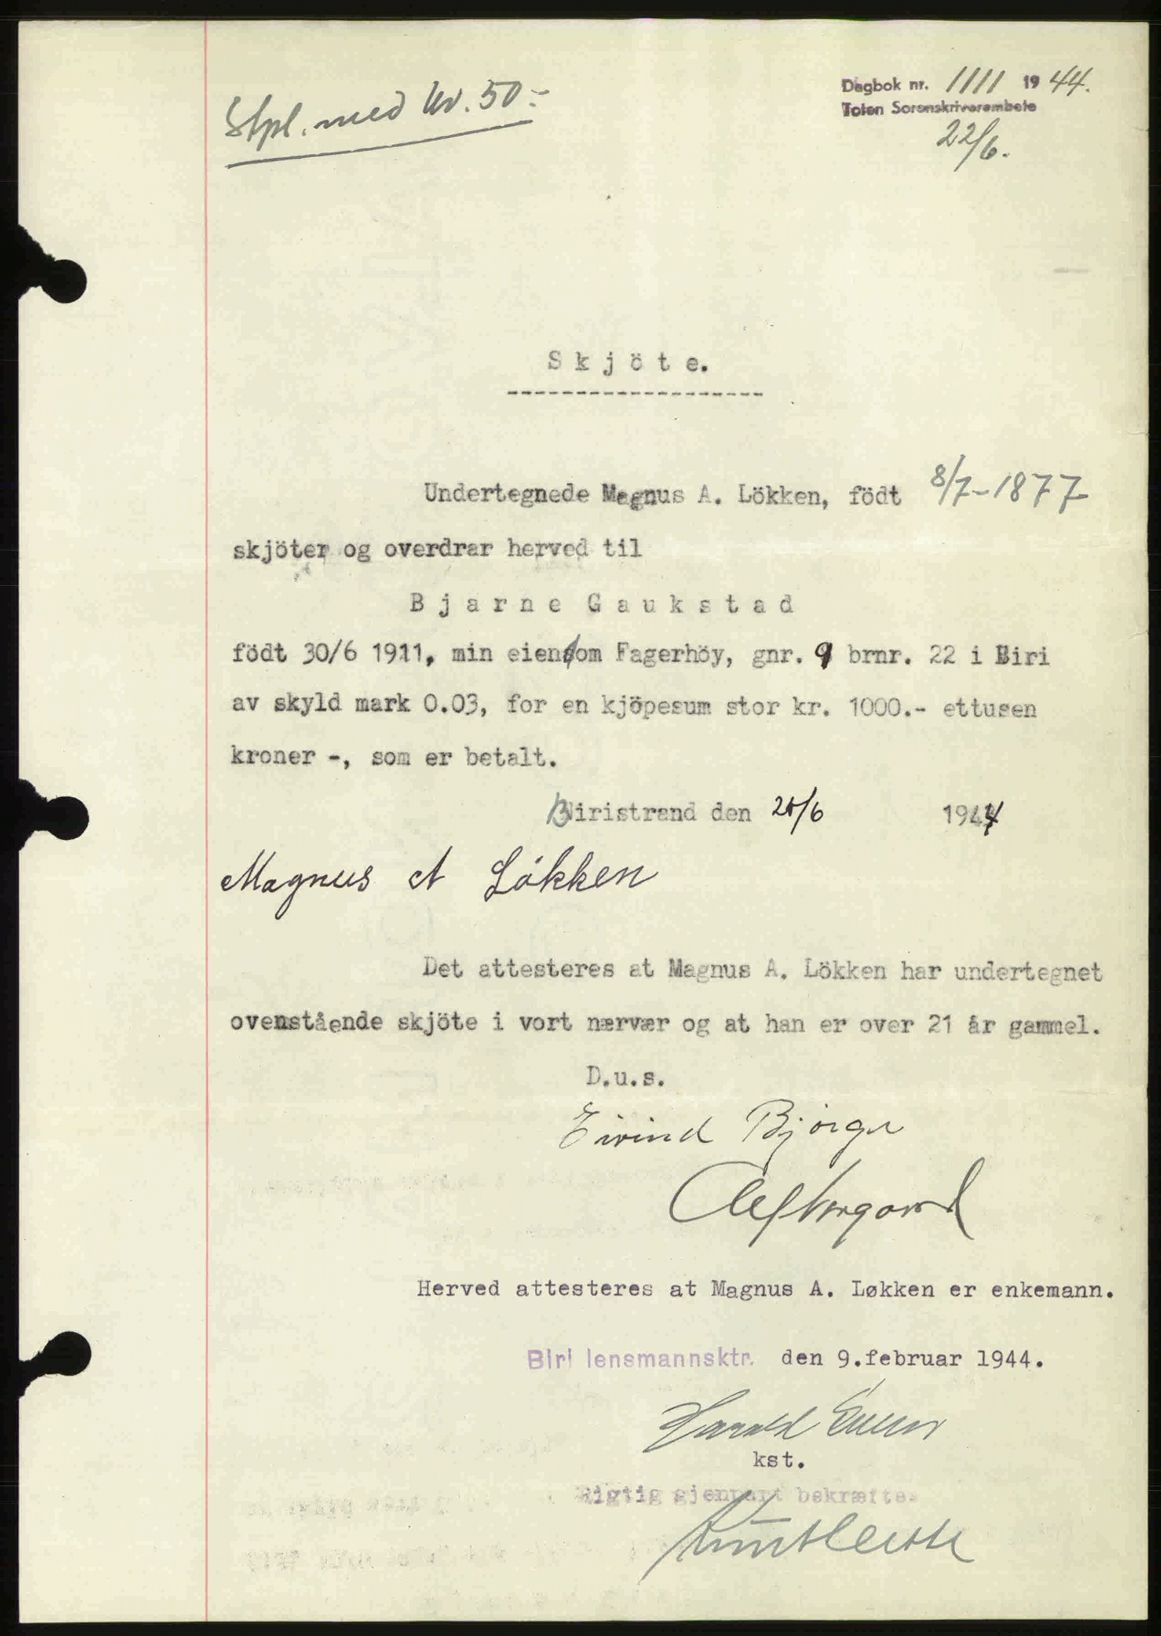 Stpl. med Kr. 50.-
Dagbok nr. 1111 1944.
Toten Sorenskriverembete
22/6.
Skjöte.
Undertegnede Magnus A. Lökken, födt 8/7-1877
skjöter og overdrar herved til
Bjarne Gaukstad
födt 30/6 1911, min eiendom Fagerhöy, gnr. 9 brnr. 22 i Biri
av skyld mark 0.03, for en kjöpesum stor kr. 1000.- ettusen
kroner -, som er betalt.
Biristrand den 20/6 1944
Magnus A Løkken
Det attesteres at Magnus A. Lökken har undertegnet
ovenstående skjöte i vort nærvær og at han er over 21 år gammel.
D.u.s.
Eivind Bjørge
Herved attesteres at Magnus A. Løkken er enkemann.
Biri lensmannsktr. den 9.februar 1944.
Harald
kst.
Rigtig gjenpart bekræftes